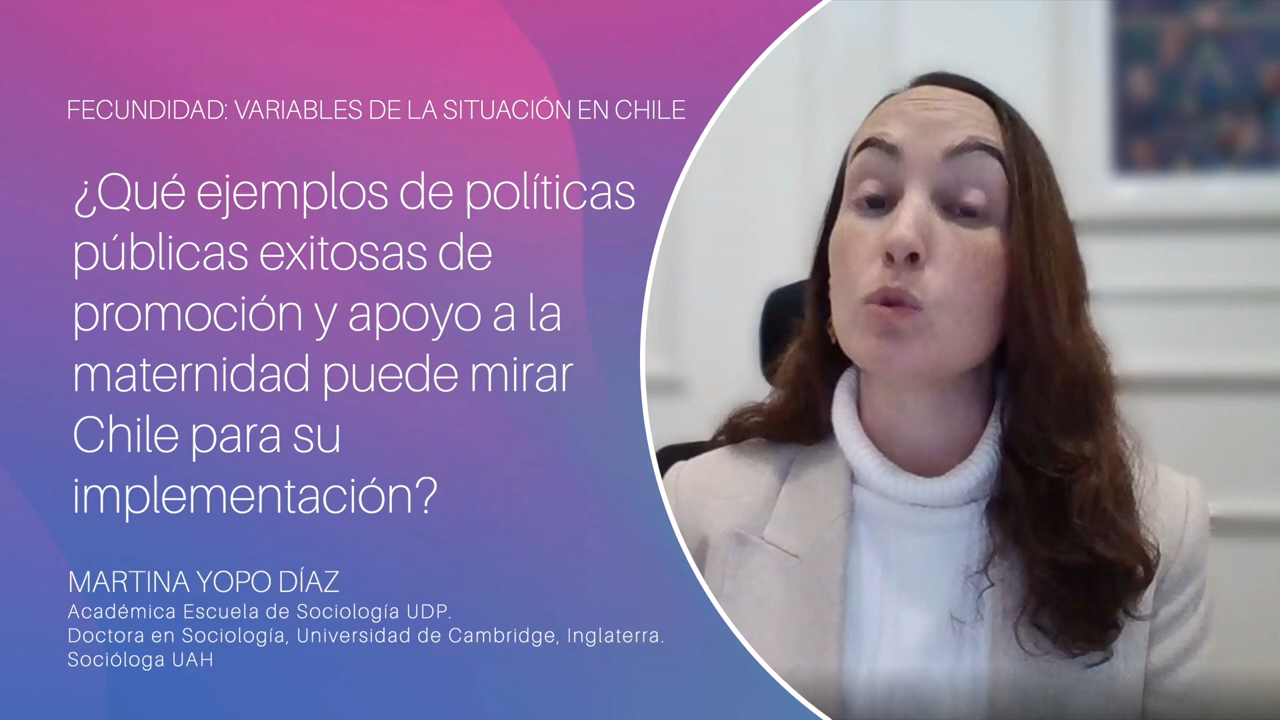 FECUNDIDAD: VARIABLES DE LA SITUACIÓN EN CHILE
¿Qué ejemplos de políticas
públicas exitosas de
promoción y apoyo a la
maternidad puede mirar
Chile para su
implementación?
MARTINA YOPO DÍAZ
Académica Escuela de Sociología UDP.
Doctora en Sociología, Universidad de Cambridge, Inglaterra.
Socióloga UAH